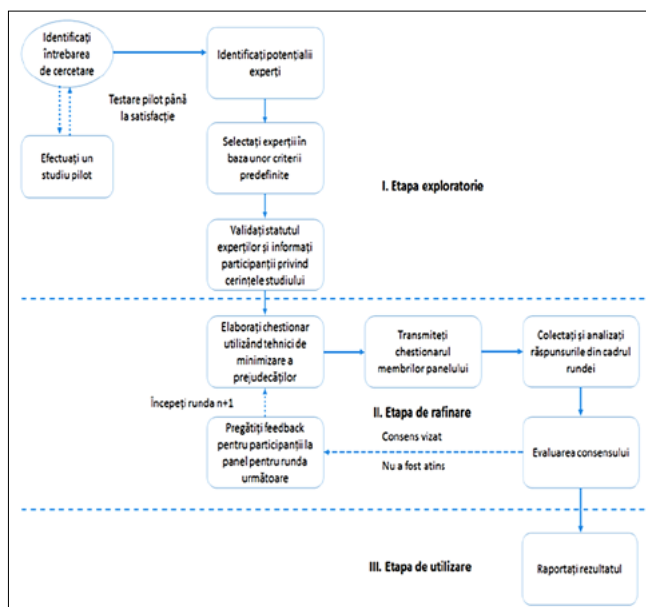 Identificați
întrebarea
de cercetare
Identificați potențialii
experți
Testare pilot până
la satisfacție
Efectuați un
studiu pilot
Selectați experții în
baza unor criterii
predefinite
I. Etapa exploratorie
Validați statutul
experților și informați
participanții privind
cerințele studiului
Elaborați chestionar
utilizând tehnici de
minimizare a
prejudecăților
Transmiteți
chestionarul
membrilor panelului
Colectați și analizați
răspunsurile din cadrul
rundei
Începeți runda n+1
II. Etapa de rafinare
Pregătiți feedback
pentru participanții la
panel pentru runda
următoare
Consens vizat
Nu a fost atins
Evaluarea consensului
III. Etapa de utilizare
Raportați rezultatul